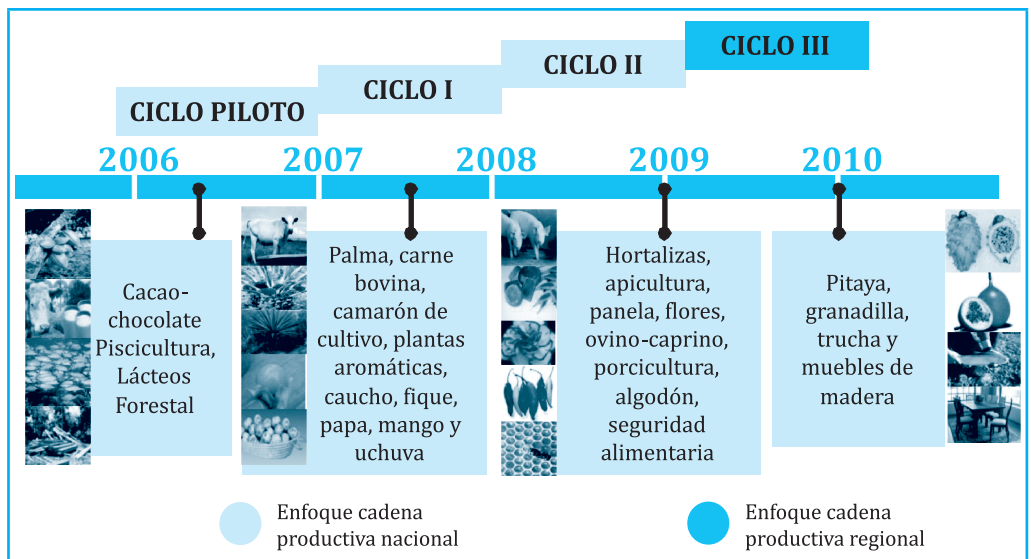 CICLO III
CICLO II
CICLO I
CICLO PILOTO
2006
2007
2008
2009
2010
Cacao-
chocolate
Piscicultura,
Lácteos
Forestal
Palma, carne
bovina,
camarón de
cultivo, plantas
aromáticas,
caucho, fique,
papa, mango y
uchuva
Hortalizas,
apicultura,
panela, flores,
ovino-caprino,
porcicultura,
algodón,
seguridad
alimentaria
Pitaya,
granadilla,
trucha y
muebles de
madera
Enfoque cadena
productiva nacional
Enfoque cadena
productiva regional